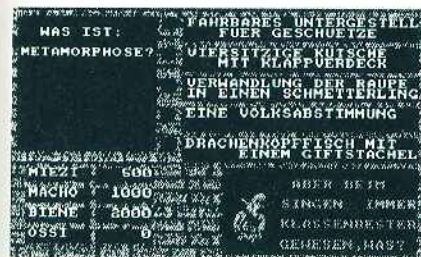 WAS IST:
METAMORPHOSE?
FAHRBARES UNTERGESTELL
FUER GESCHUETZE
VIERSITZIGE KUTSCHE
MIT KLAPPVERDECK
VERWANDLUNG DER RAUPE
IN EINEN SCHMETTERLING
EINE VOLKSABSTIMMUNG
DRACHENKOPFFISCH MIT
EINEM GIFTSTACHEL
MIEZI 500
MACHO 1000
BIENE 2000
OSSI 0
ABER BEIM
SINGEN IMMER
KLASSENBESTER
GEWESEN,WAS?